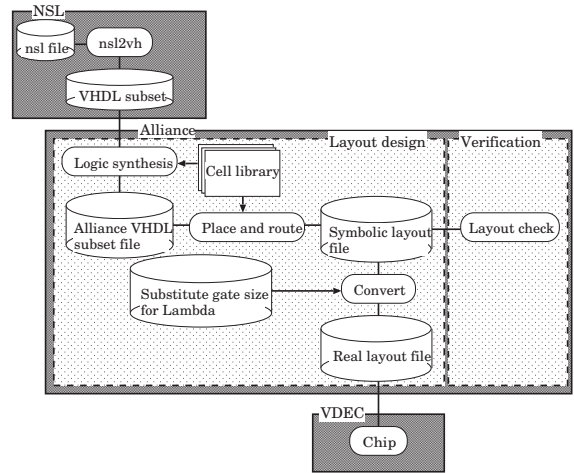 NSL
nsl file
nsl2vh
VHDL subset
Alliance
Layout design
Verification
Logic synthesis
Cell library
Alliance VHDL
subset file
Place and route
Symbolic layout
file
Layout check
Substitute gate size
for Lambda
Convert
Real layout file
VDEC
Chip